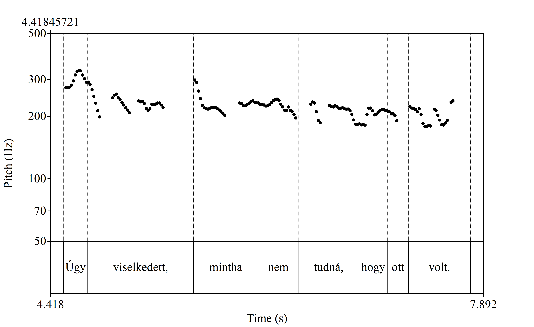 4.41845721
500
300
200
100
70
50
Pitch (Hz)
Úgy viselkedett, mintha nem tudná, hogy ott volt.
4.418 7.892
Time (s)